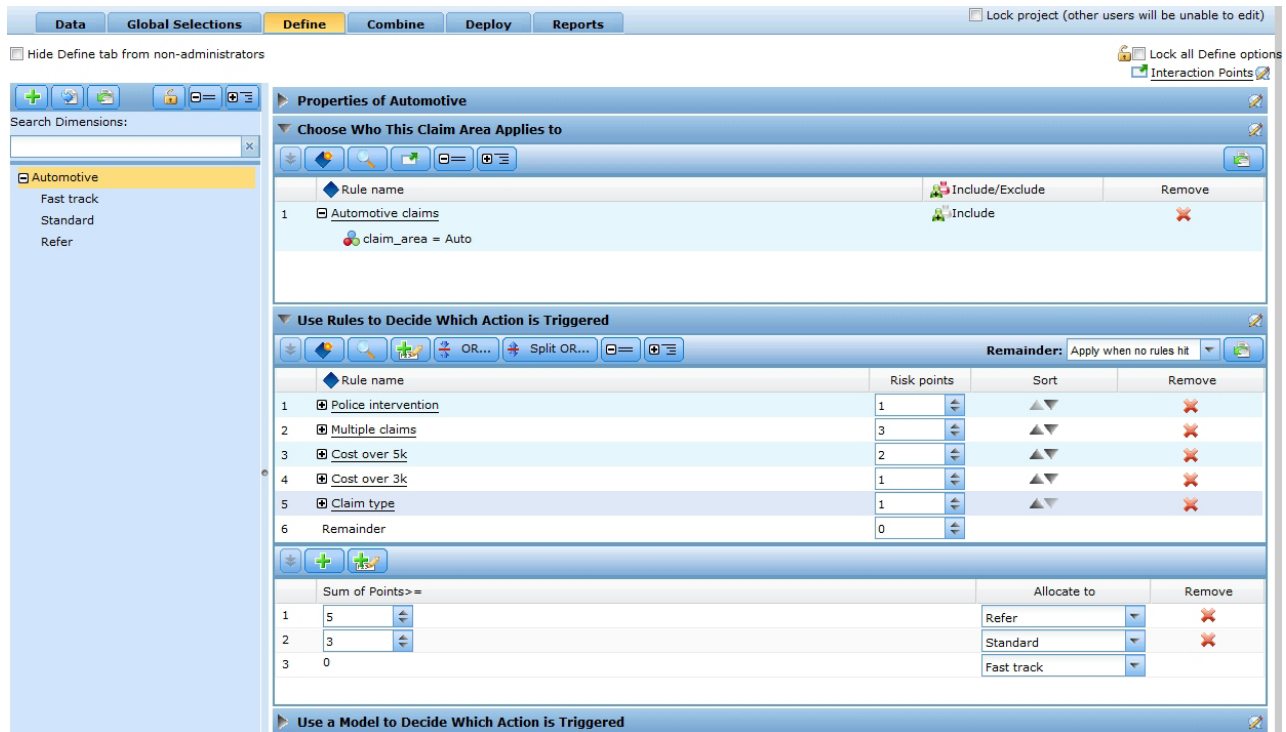 Data Global Selections Define Combine Deploy Reports Lock project (other users will be unable to edit)
Hide Define tab from non-administrators Lock all Define options
Interaction Points
Search Dimensions:
Automotive
Fast track
Standard
Refer
Properties of Automotive
Choose Who This Claim Area Applies to
Rule name Include/Exclude Remove
1 Automotive claims Include
claim_area = Auto
Use Rules to Decide Which Action is Triggered
OR... Split OR... Remainder: Apply when no rules hit
Rule name Risk points Sort Remove
1 Police intervention 1
2 Multiple claims 3
3 Cost over 5k 2
4 Cost over 3k 1
5 Claim type 1
6 Remainder 0
Sum of Points>= Allocate to Remove
1 5 Refer
2 3 Standard
3 0 Fast track
Use a Model to Decide Which Action is Triggered